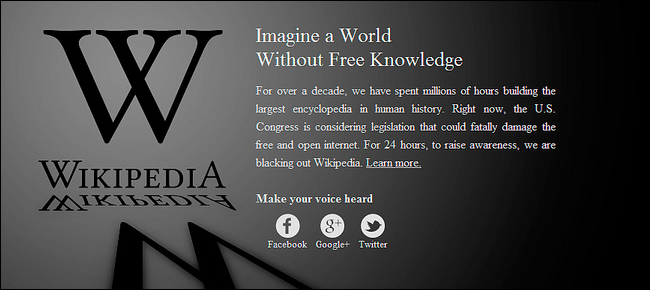 W
WIKIPEDIA
WIKIPEDIA
Imagine a World
Without Free Knowledge
For over a decade, we have spent millions of hours building the
largest encyclopedia in human history. Right now, the U.S.
Congress is considering legislation that could fatally damage the
free and open internet. For 24 hours, to raise awareness, we are
blacking out Wikipedia. Learn more.
Make your voice heard
f g+
Facebook Google+ Twitter